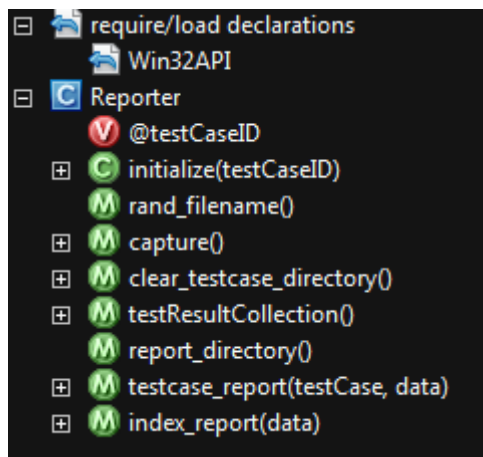 require/load declarations
Win32API
C Reporter
V @testCaseID
C initialize(testCaseID)
M rand_filename()
M capture()
M clear_testcase_directory()
M testResultCollection()
M report_directory()
M testcase_report(testCase, data)
M index_report(data)